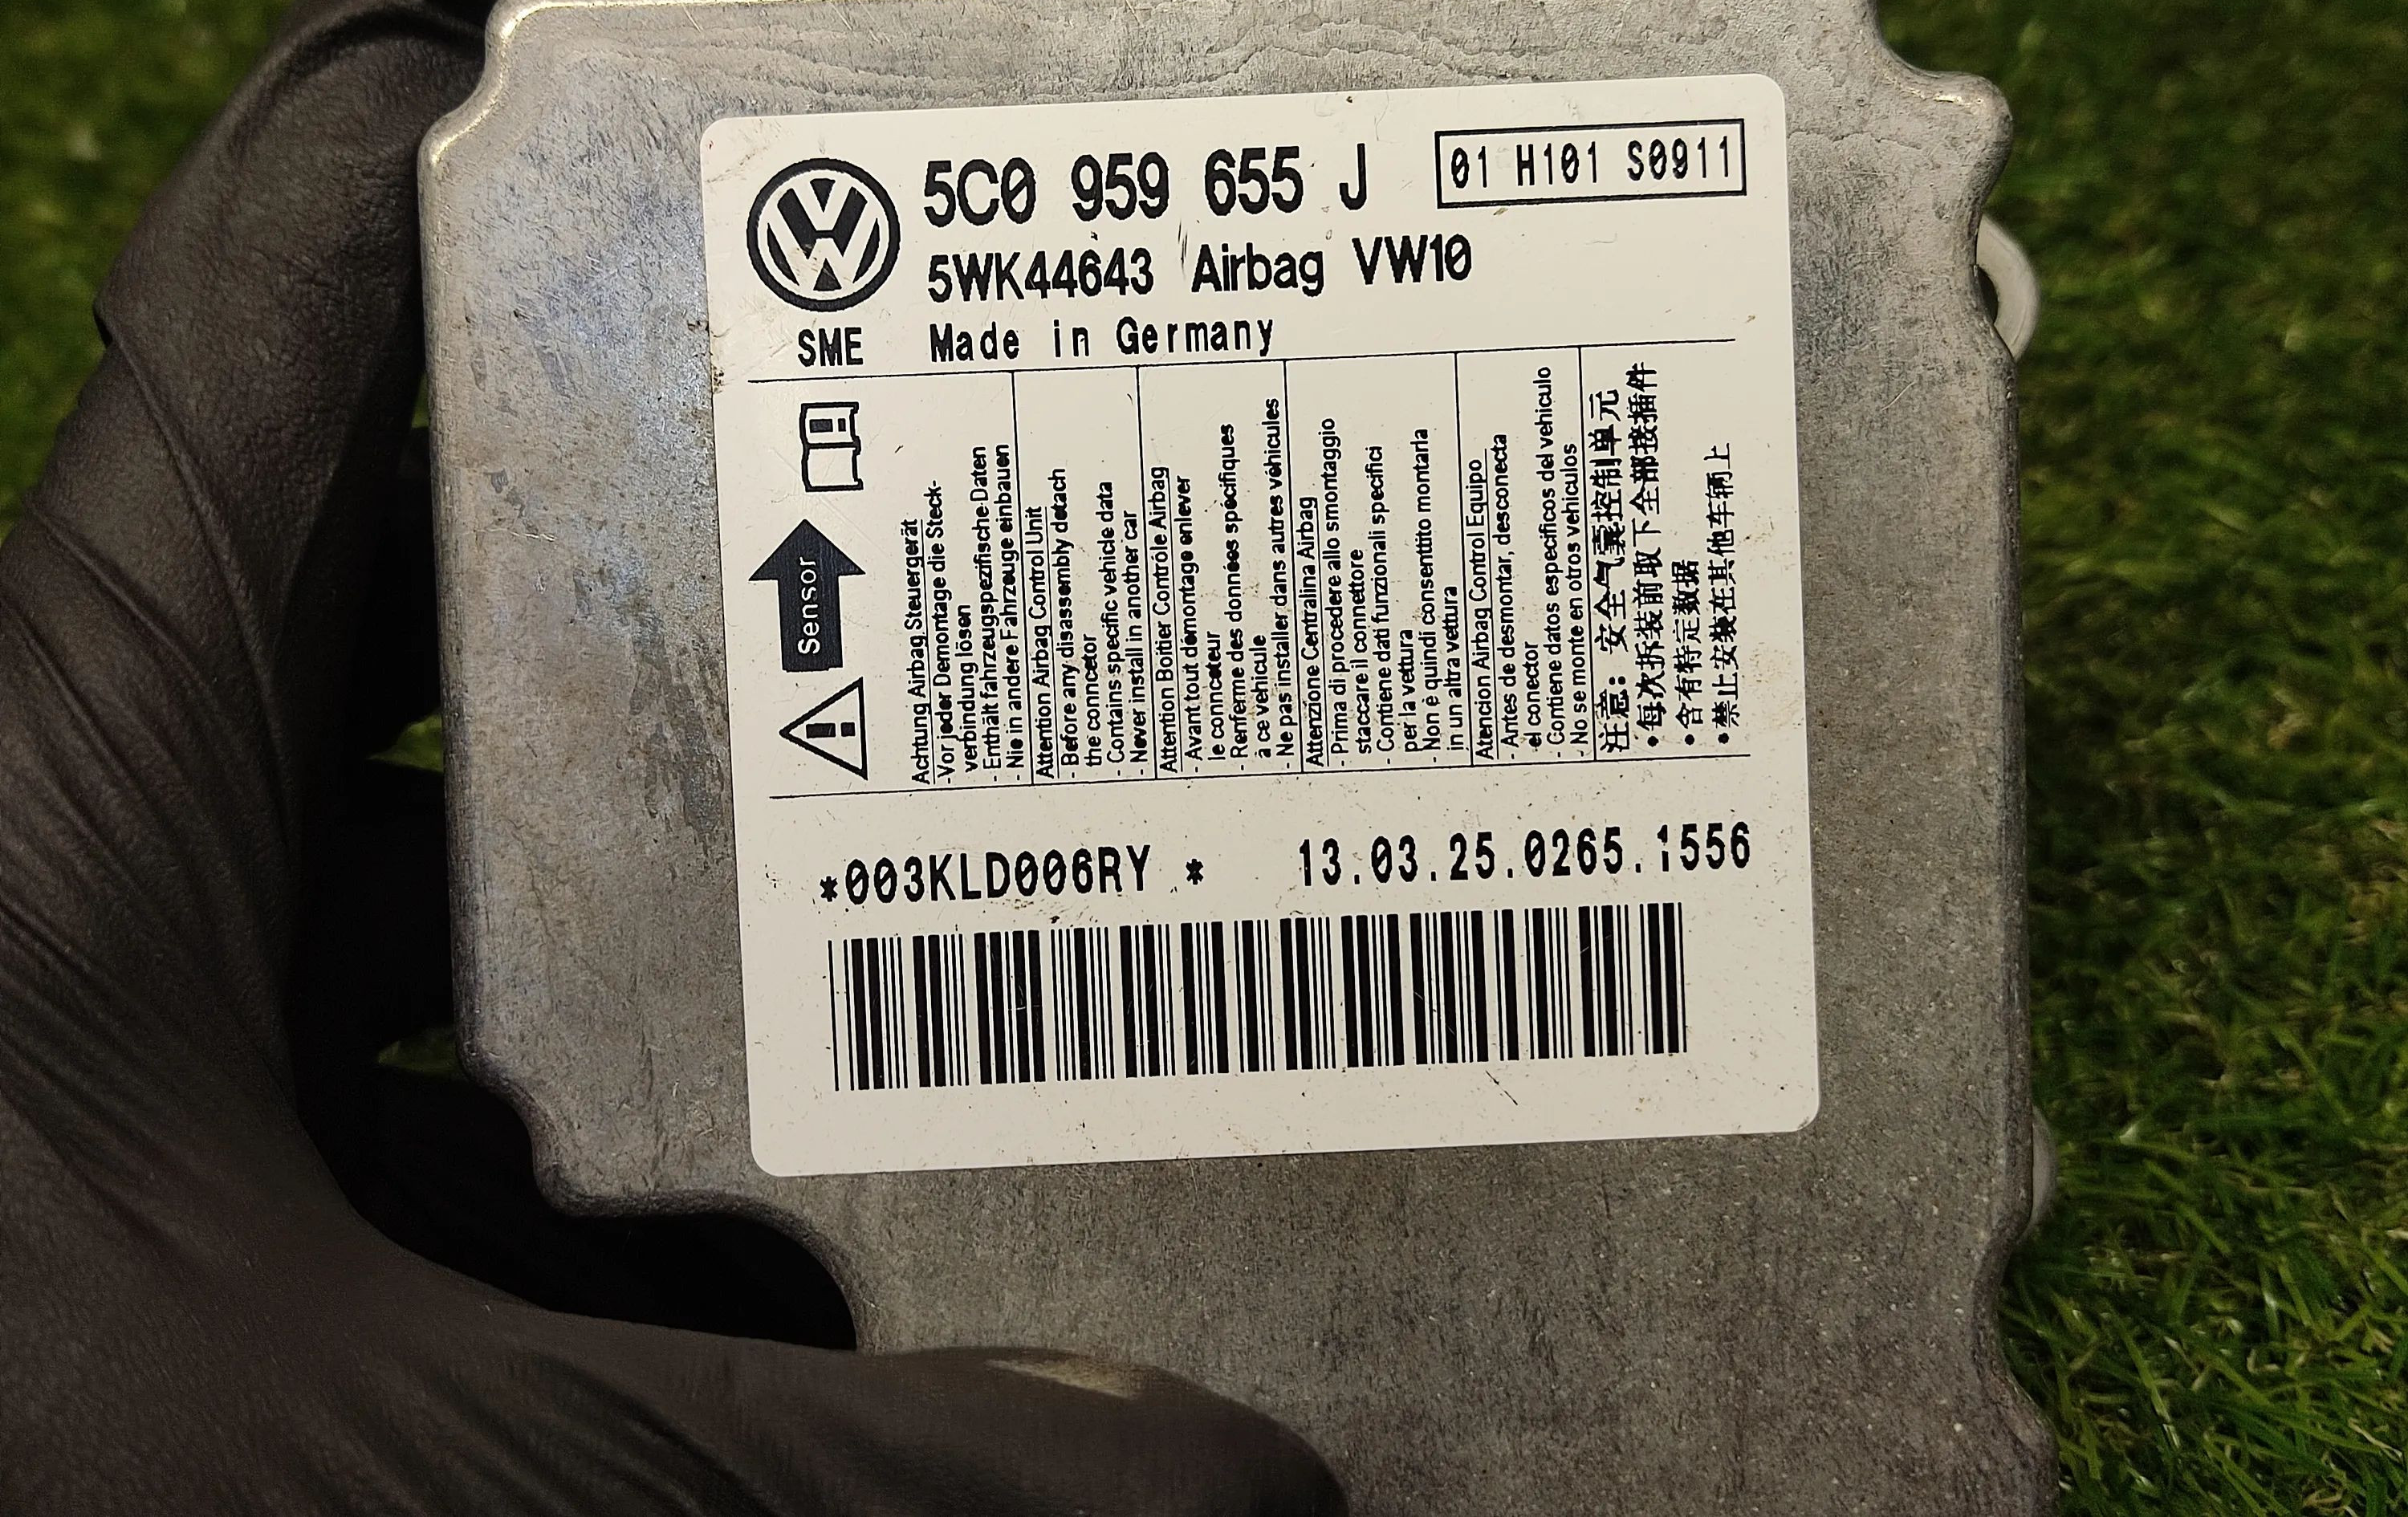 5C0 959 655 J
01 H101 S0911
5WK44643 Airbag VW10
SME
Made in Germany
Sensor
Achtung Airbag Steuergerät
-Vor jeder Demontage die Steck-
verbindung lösen
- Enthält fahrzeugspezifische Daten
- Nie in andere Fahrzeuge einbauen
Attention Airbag Control Unit
- Before any disassembly detach
the conncetor
- Contains specific vehicle data
- Never install in another car
Attention Boîtier Contrôle Airbag
- Avant tout démontage enlever
le connceteur
- Renferme des données spécifiques
à ce vehicule
- Ne pas installer dans autres véhicules
Attenzione Centralina Airbag
- Prima di procedere allo smontaggio
staccare il connettore
- Contiene dati funzionali specifici
per la vettura
- Non è quindi consentito montarla
in un altra vettura
Atencion Airbag Control Equipo
- Antes de desmontar, desconecta
el conector
- Contiene datos especificos del vehiculo
- No se monte en otros vehiculos
注意：安全气囊控制单元
•每次拆装前取下全部接插件
•含有特定数据
•禁止安装在其他车辆上
*003KLD006RY * 13.03.25.0265.1556